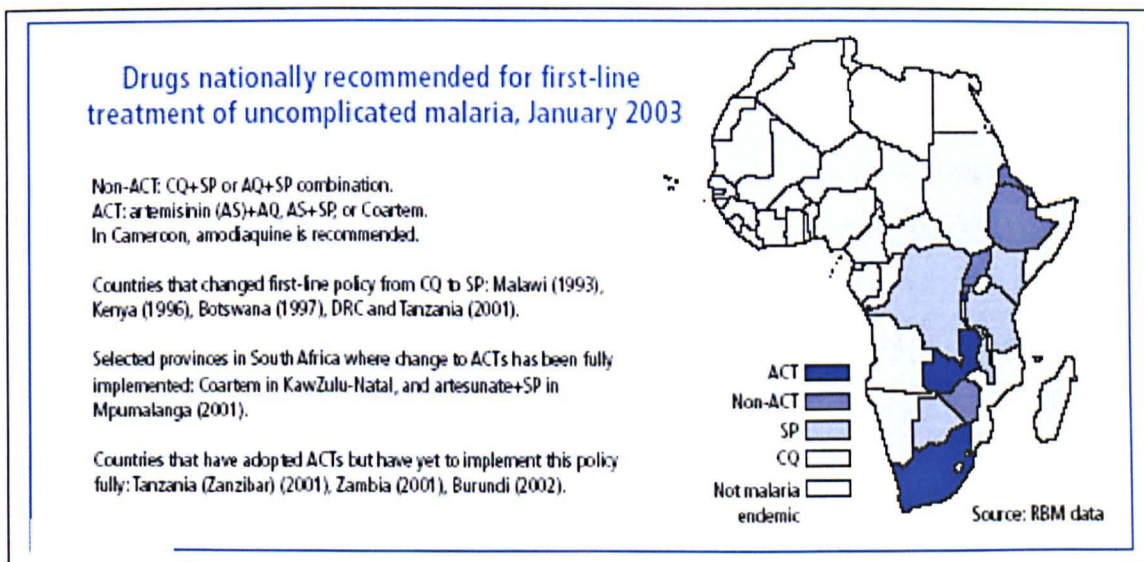 Drugs nationally recommended for first-line
treatment of uncomplicated malaria, January 2003
Non-ACT: CQ+SP or AQ+SP combination.
ACT: artemisinin (AS)+AQ, AS+SP, or Coartem.
In Cameroon, amodiaquine is recommended.
Countries that changed first-line policy from CQ to SP: Malawi (1993),
Kenya (1996), Botswana (1997), DRC and Tanzania (2001).
Selected provinces in South Africa where change to ACTs has been fully
implemented: Coartem in KawZulu-Natal, and artesunate+SP in
Mpumalanga (2001).
Countries that have adopted ACTs but have yet to implement this policy
fully: Tanzania (Zanzibar) (2001), Zambia (2001), Burundi (2002).
ACT
Non-ACT
SP
CQ
Not malaria
endemic
Source: RBM data